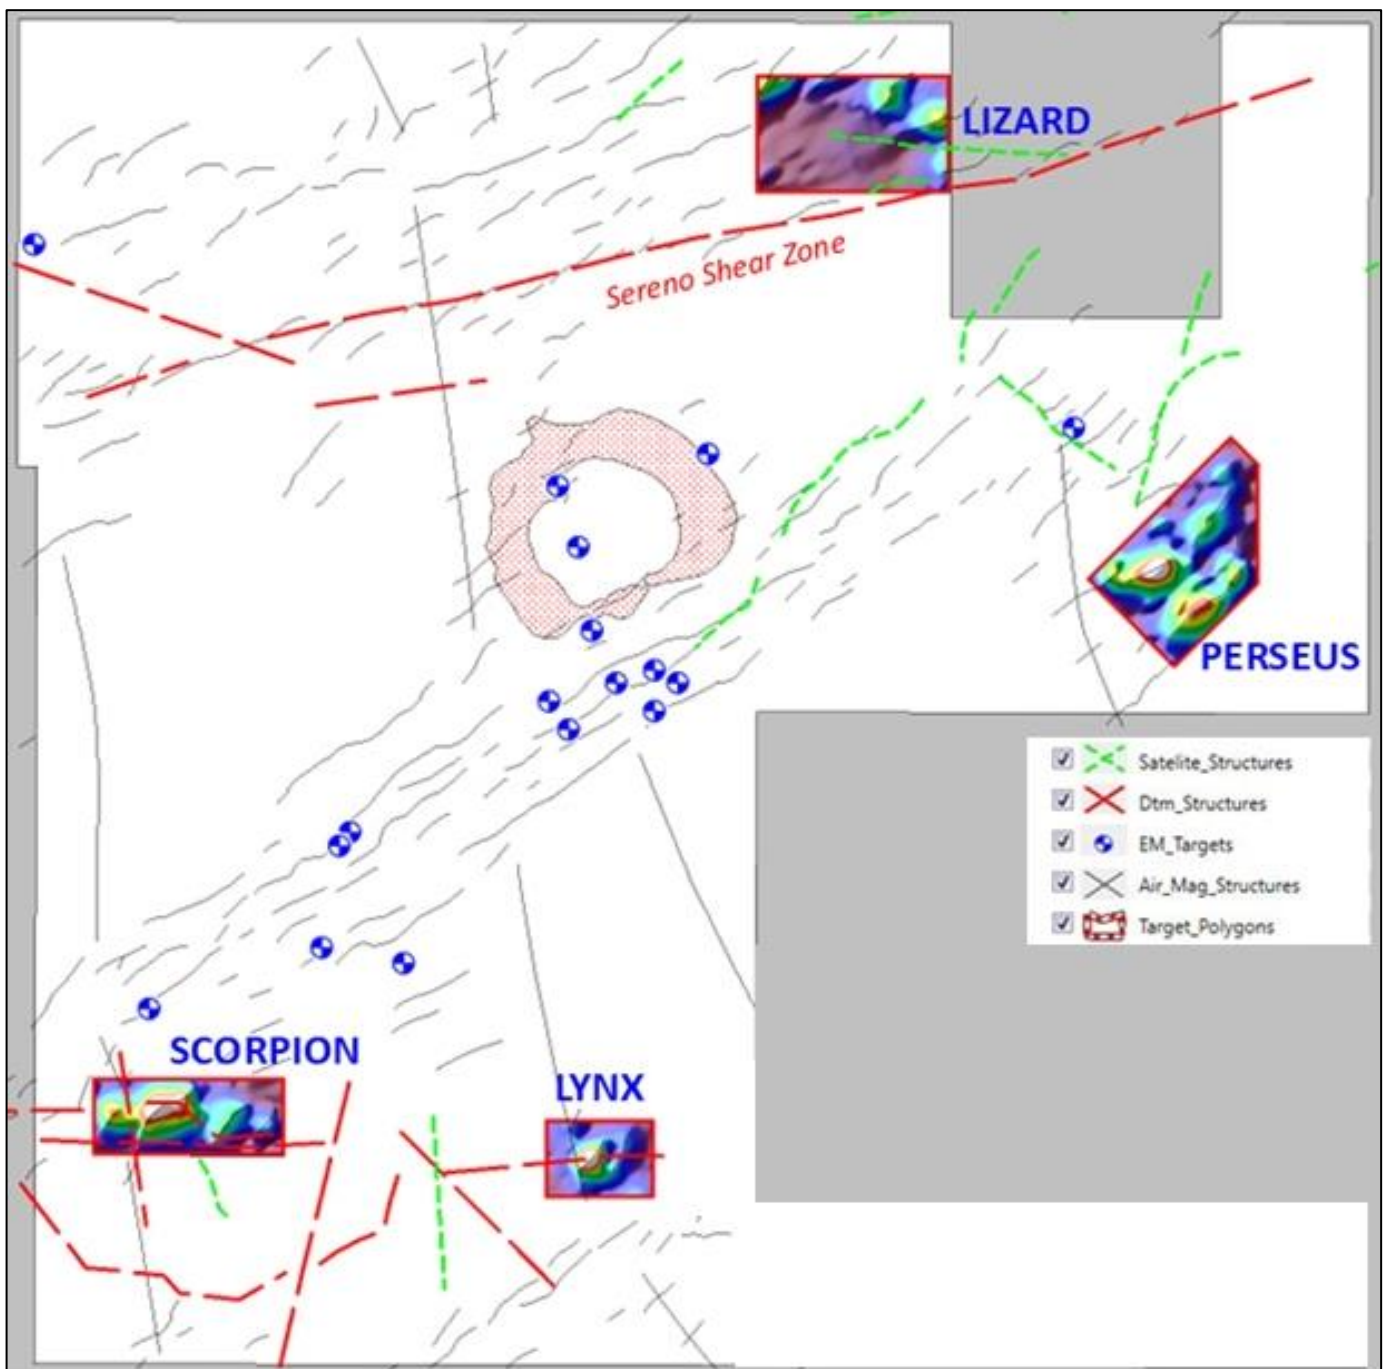 LIZARD
Sereno Shear Zone
PERSEUS
Satelite_Structures
Dtm_Structures
EM_Targets
Air_Mag_Structures
Target_Polygons
SCORPION
LYNX